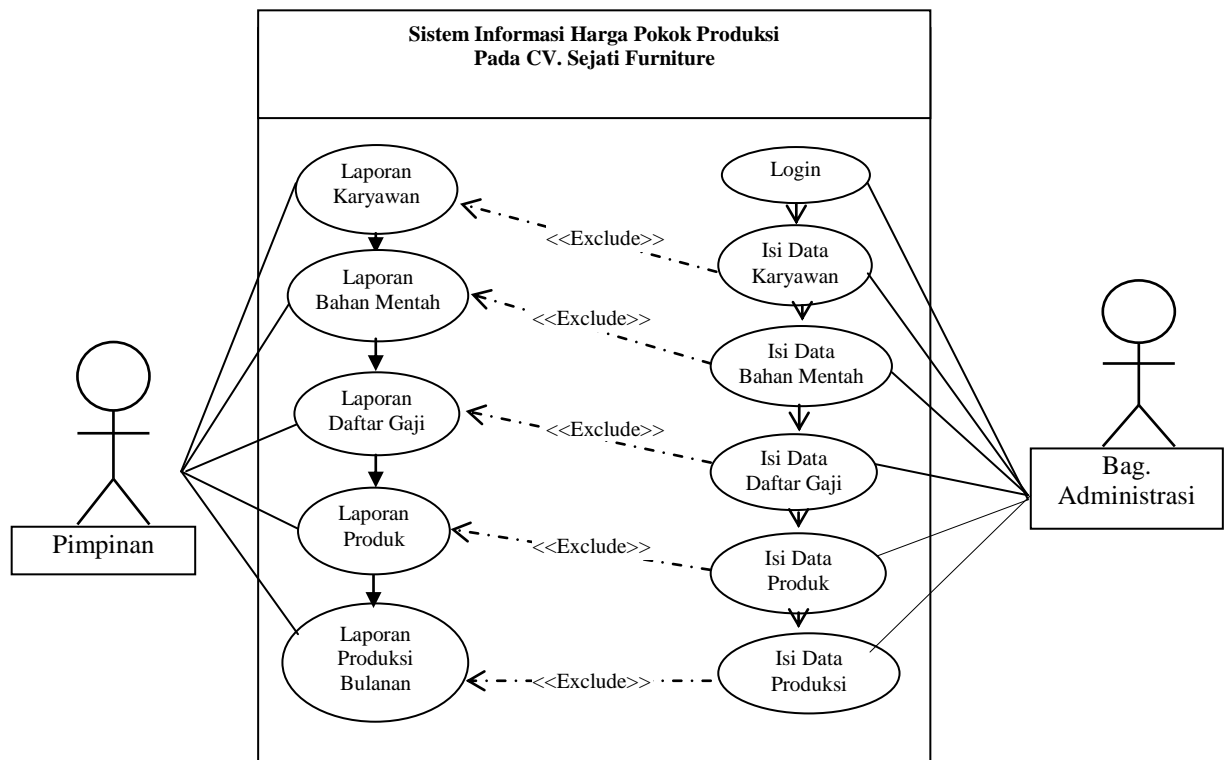 Sistem Informasi Harga Pokok Produksi
Pada CV. Sejati Furniture
Laporan
Karyawan
Login
<<Exclude>>
Isi Data
Karyawan
Laporan
Bahan Mentah
<<Exclude>>
Isi Data
Bahan Mentah
Laporan
Daftar Gaji
<<Exclude>>
Isi Data
Daftar Gaji
Laporan
Produk
<<Exclude>>
Isi Data
Produk
Laporan
Produksi
Bulanan
<<Exclude>>
Isi Data
Produksi
Pimpinan
Bag.
Administrasi